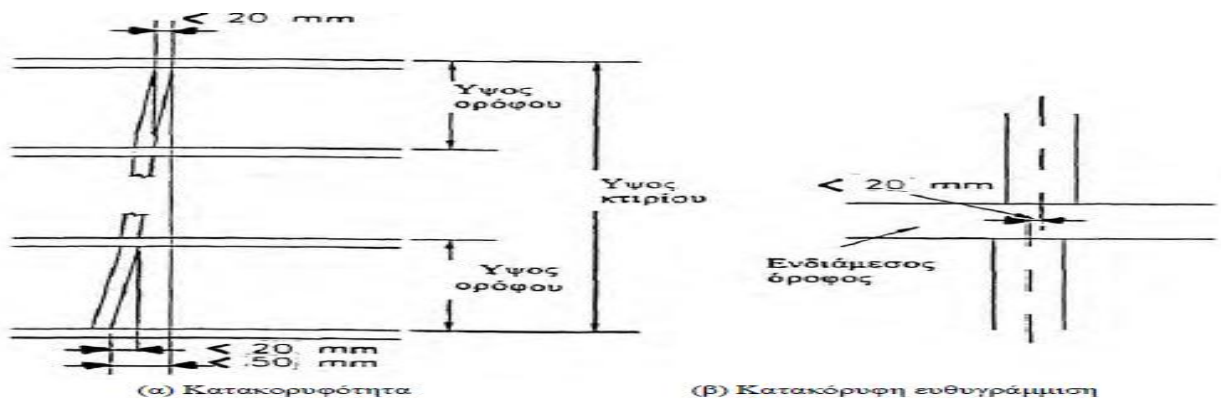 < 20 mm
Υψος
ορόφου
Υψος
κτιρίου
Υψος
ορόφου
< 20 mm
< 50 mm
(α) Κατακορυφότητα
< 20 mm
Ενδιάμεσος
όροφος
(β) Κατακόρυφη ευθυγράμμιση